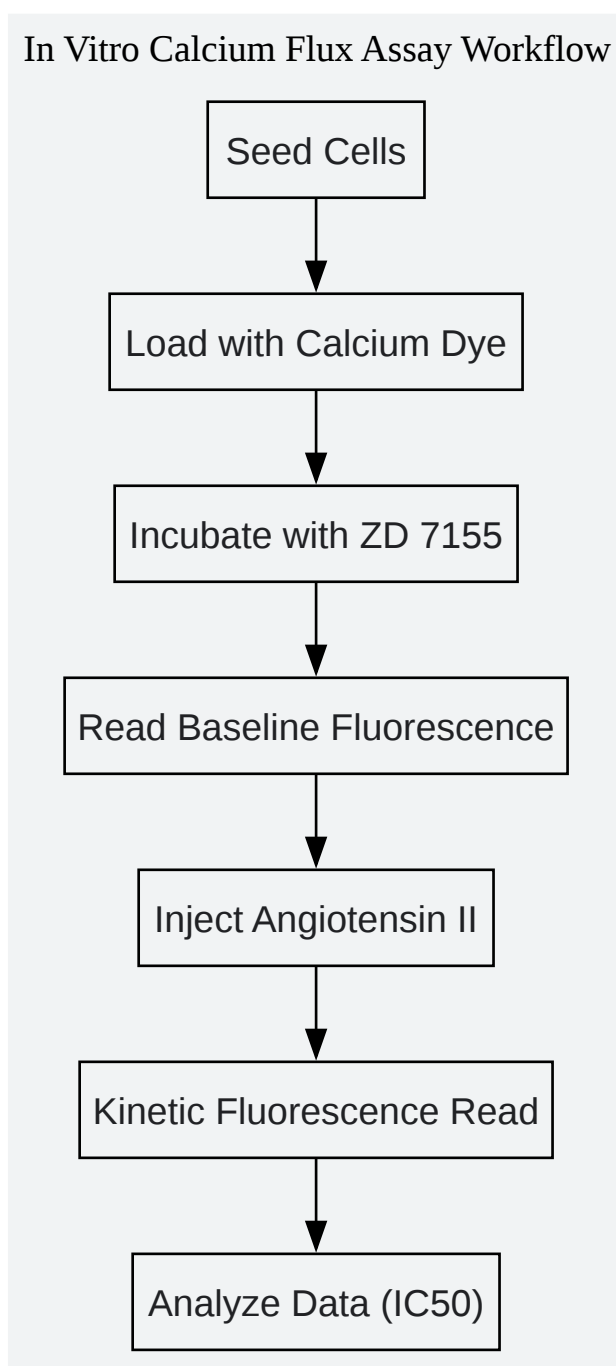 In Vitro Calcium Flux Assay Workflow
Seed Cells
Load with Calcium Dye
Incubate with ZD 7155
Read Baseline Fluorescence
Inject Angiotensin II
Kinetic Fluorescence Read
Analyze Data (IC50)